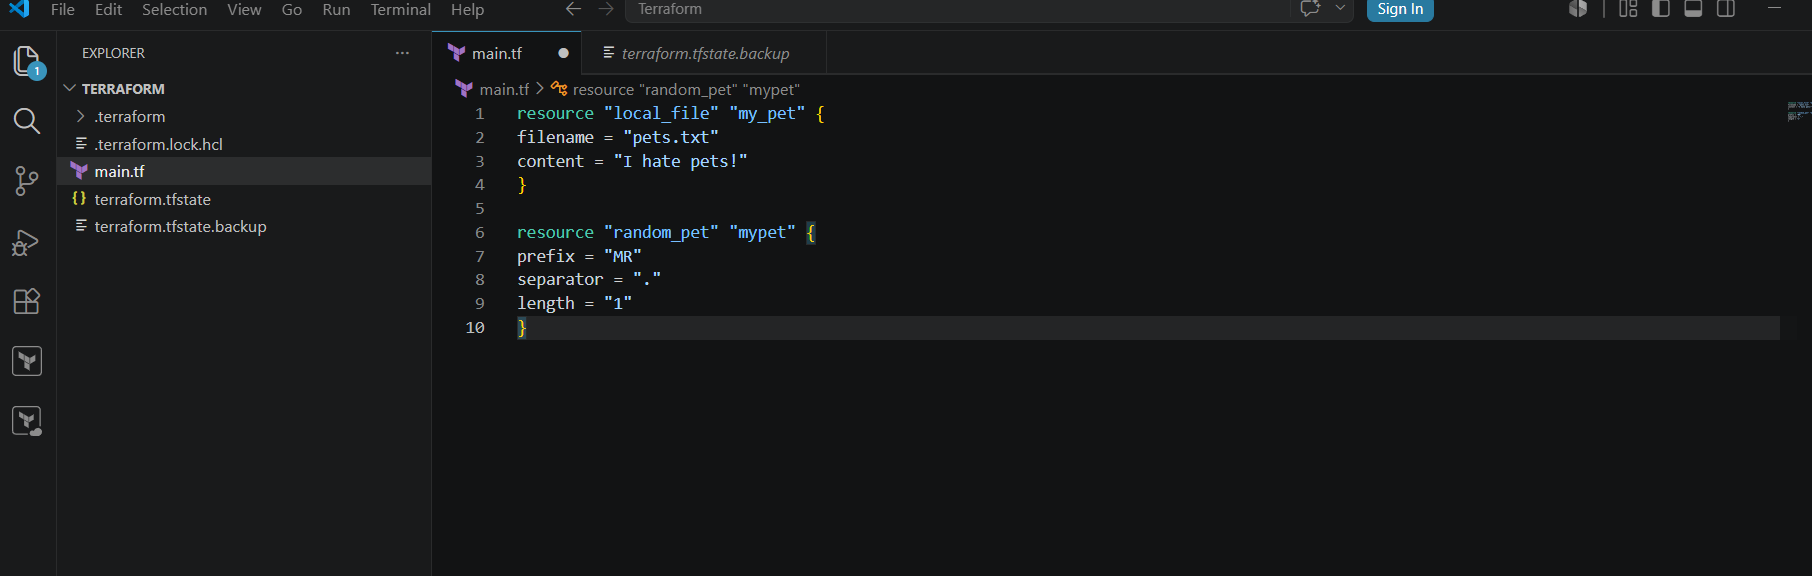 File Edit Selection View Go Run Terminal Help
Terraform
Sign In
1
EXPLORER
TERRAFORM
.terraform
.terraform.lock.hcl
main.tf
terraform.tfstate
terraform.tfstate.backup
main.tf
terraform.tfstate.backup
main.tf > resource "random_pet" "mypet"
1 resource "local_file" "my_pet" {
2 filename = "pets.txt"
3 content = "I hate pets!"
4 }
5
6 resource "random_pet" "mypet" {
7 prefix = "MR"
8 separator = "."
9 length = "1"
10 }